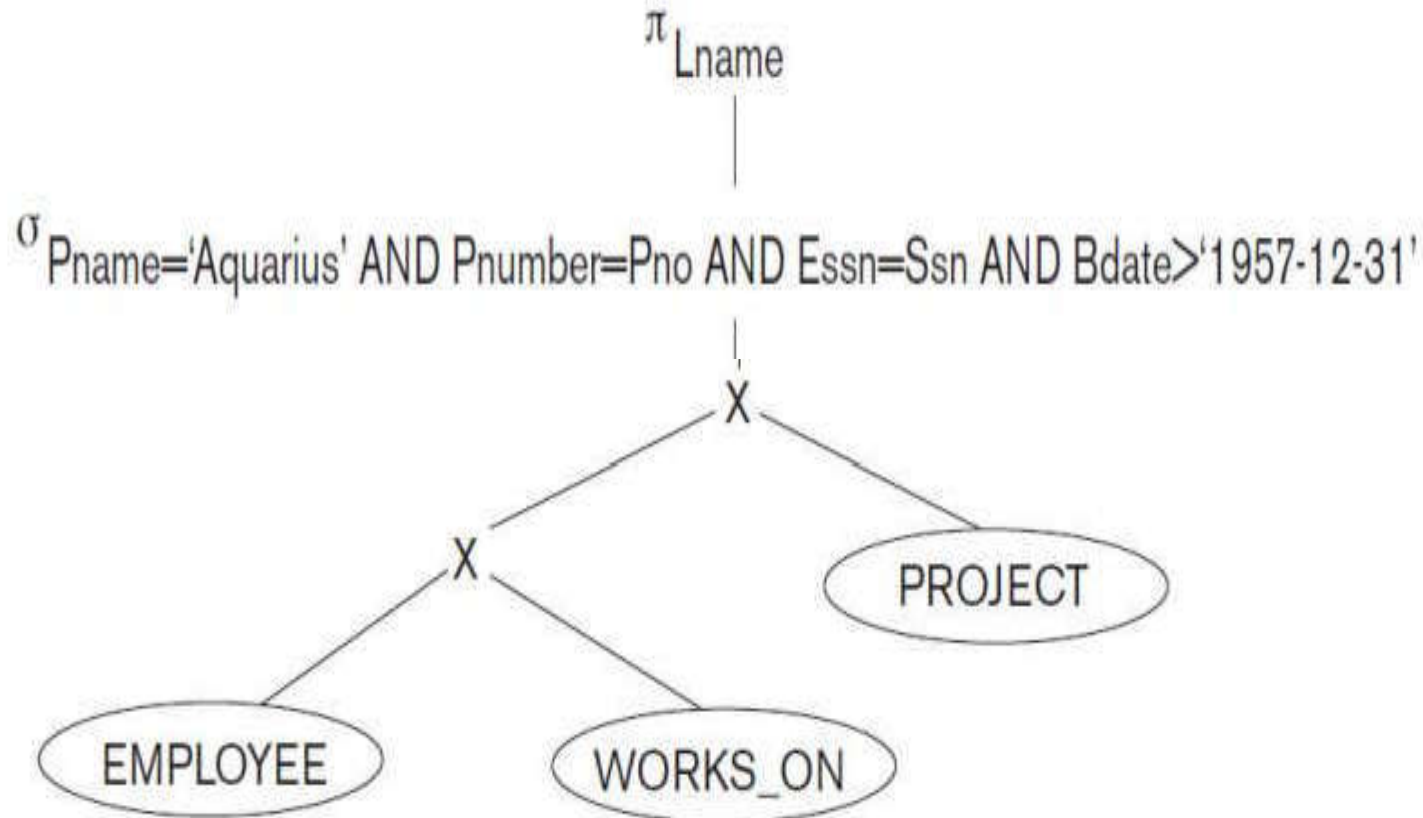 π Lname
σ Pname='Aquarius' AND Pnumber=Pno AND Essn=Ssn AND Bdate>'1957-12-31'
X
X
PROJECT
EMPLOYEE
WORKS_ON